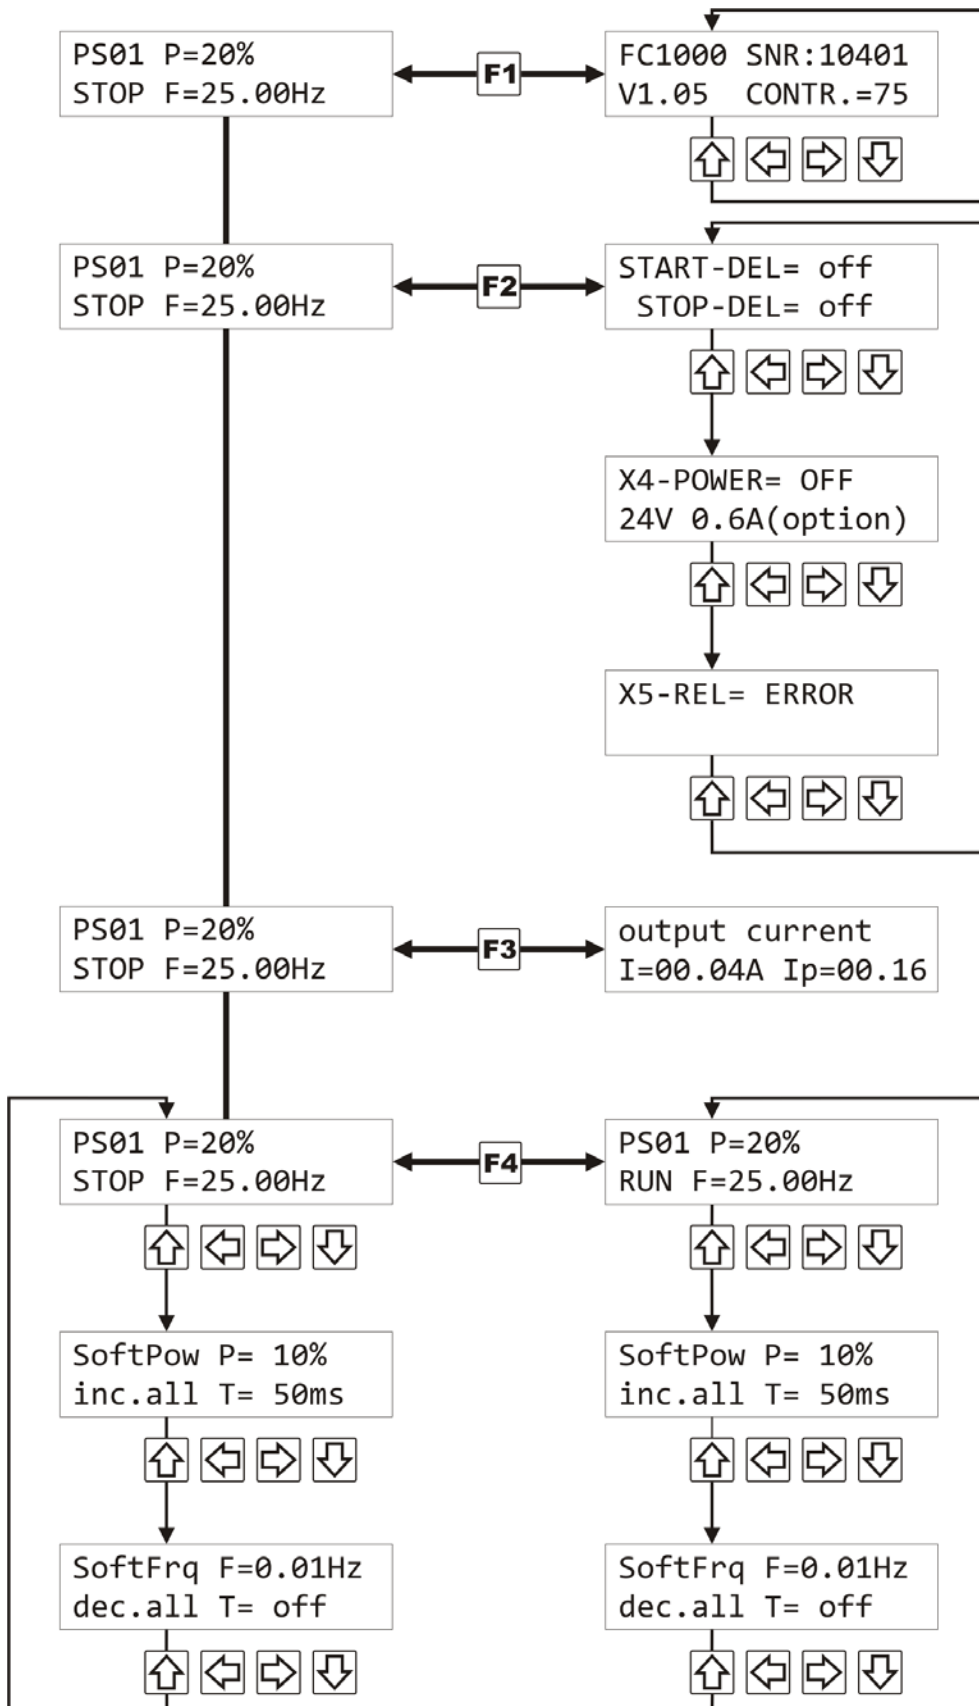 PS01 P=20%
STOP F=25.00Hz
F1
FC1000 SNR:10401
V1.05  CONTR.=75
PS01 P=20%
STOP F=25.00Hz
F2
START-DEL= off
STOP-DEL= off
X4-POWER= OFF
24V 0.6A(option)
X5-REL= ERROR
PS01 P=20%
STOP F=25.00Hz
F3
output current
I=00.04A Ip=00.16
PS01 P=20%
STOP F=25.00Hz
F4
PS01 P=20%
RUN F=25.00Hz
SoftPow P= 10%
inc.all T= 50ms
SoftPow P= 10%
inc.all T= 50ms
SoftFrq F=0.01Hz
dec.all T= off
SoftFrq F=0.01Hz
dec.all T= off